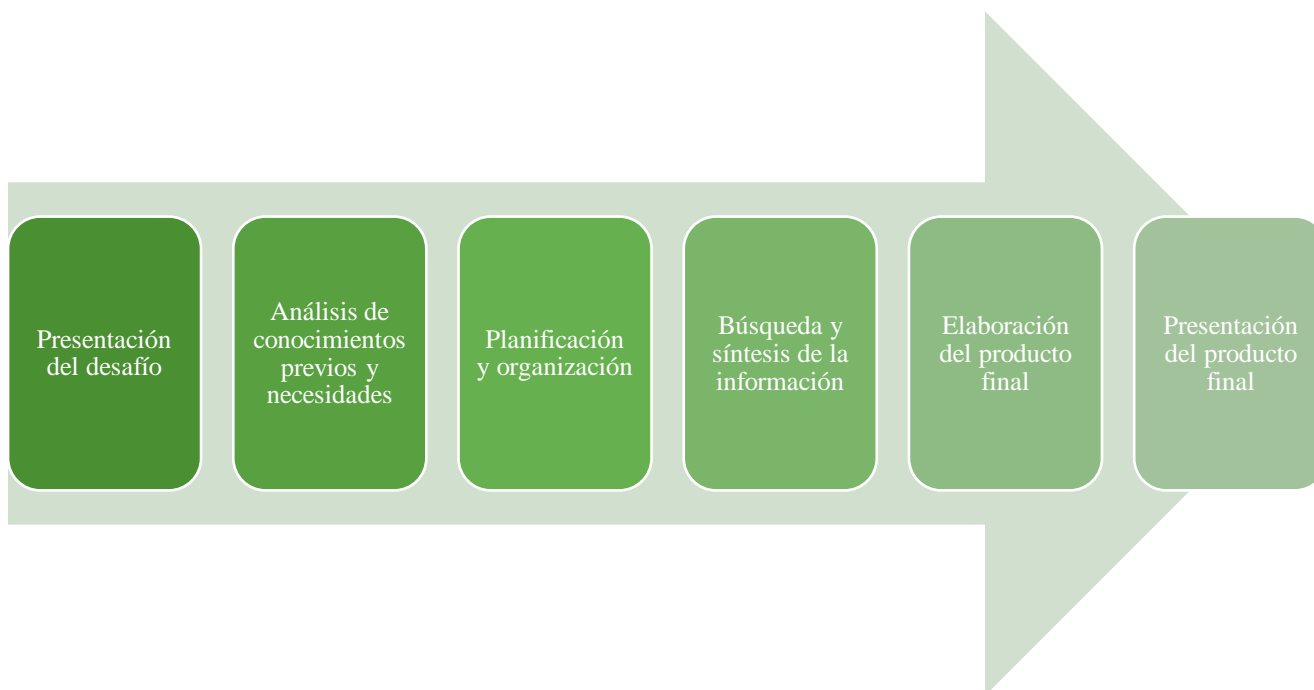 Presentación
del desafío
Análisis de
conocimientos
previos y
necesidades
Planificación
y organización
Búsqueda y
síntesis de la
información
Elaboración
del producto
final
Presentación
del producto
final